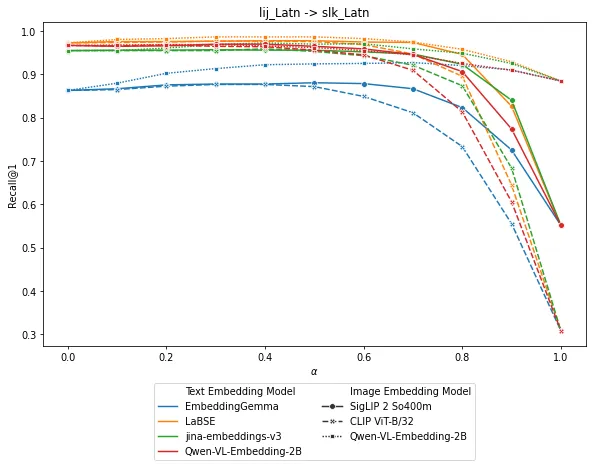 lij_Latn -> slk_Latn
Recall@1
1.0
0.9
0.8
0.7
0.6
0.5
0.4
0.3
0.0
0.2
0.4
0.6
0.8
1.0
α
Text Embedding Model
EmbeddingGemma
LaBSE
jina-embeddings-v3
Qwen-VL-Embedding-2B
Image Embedding Model
SigLIP 2 So400m
CLIP ViT-B/32
Qwen-VL-Embedding-2B